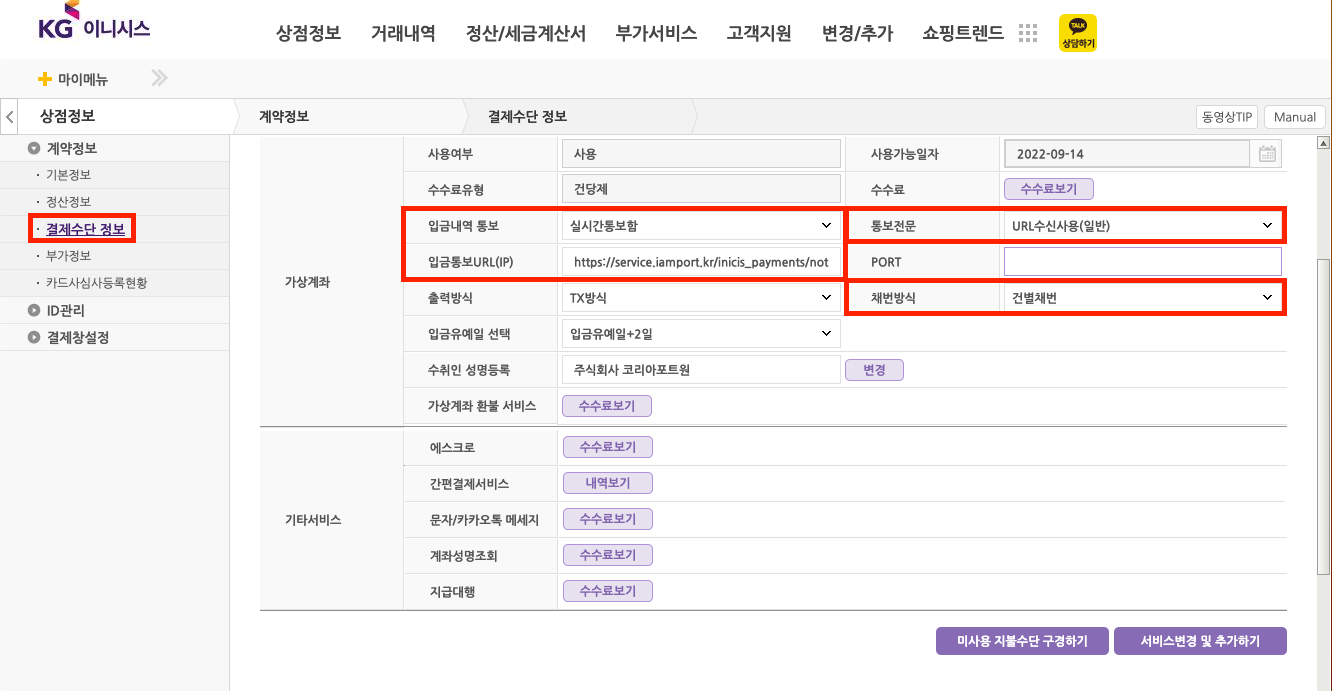 KG 이니시스
상점정보 거래내역 정산/세금계산서 부가서비스 고객지원 변경/추가 쇼핑트렌드 TALK 상담하기
마이메뉴
상점정보 계약정보 결제수단 정보 동영상TIP Manual
계약정보
· 기본정보
· 정산정보
· 결제수단 정보
· 부가정보
· 카드사심사등록현황
ID관리
결제창설정
가상계좌
사용여부 사용 사용가능일자 2022-09-14
수수료유형 건당제 수수료 수수료보기
입금내역 통보 실시간통보함 통보전문 URL수신사용(일반)
입금통보URL(IP) https://service.iamport.kr/inicis_payments/not PORT
출력방식 TX방식 채번방식 건별채번
입금유예일 선택 입금유예일+2일
수취인 성명등록 주식회사 코리아포트원 변경
가상계좌 환불 서비스 수수료보기
기타서비스
에스크로 수수료보기
간편결제서비스 내역보기
문자/카카오톡 메세지 수수료보기
계좌성명조회 수수료보기
지급대행 수수료보기
미사용 지불수단 구경하기 서비스변경 및 추가하기